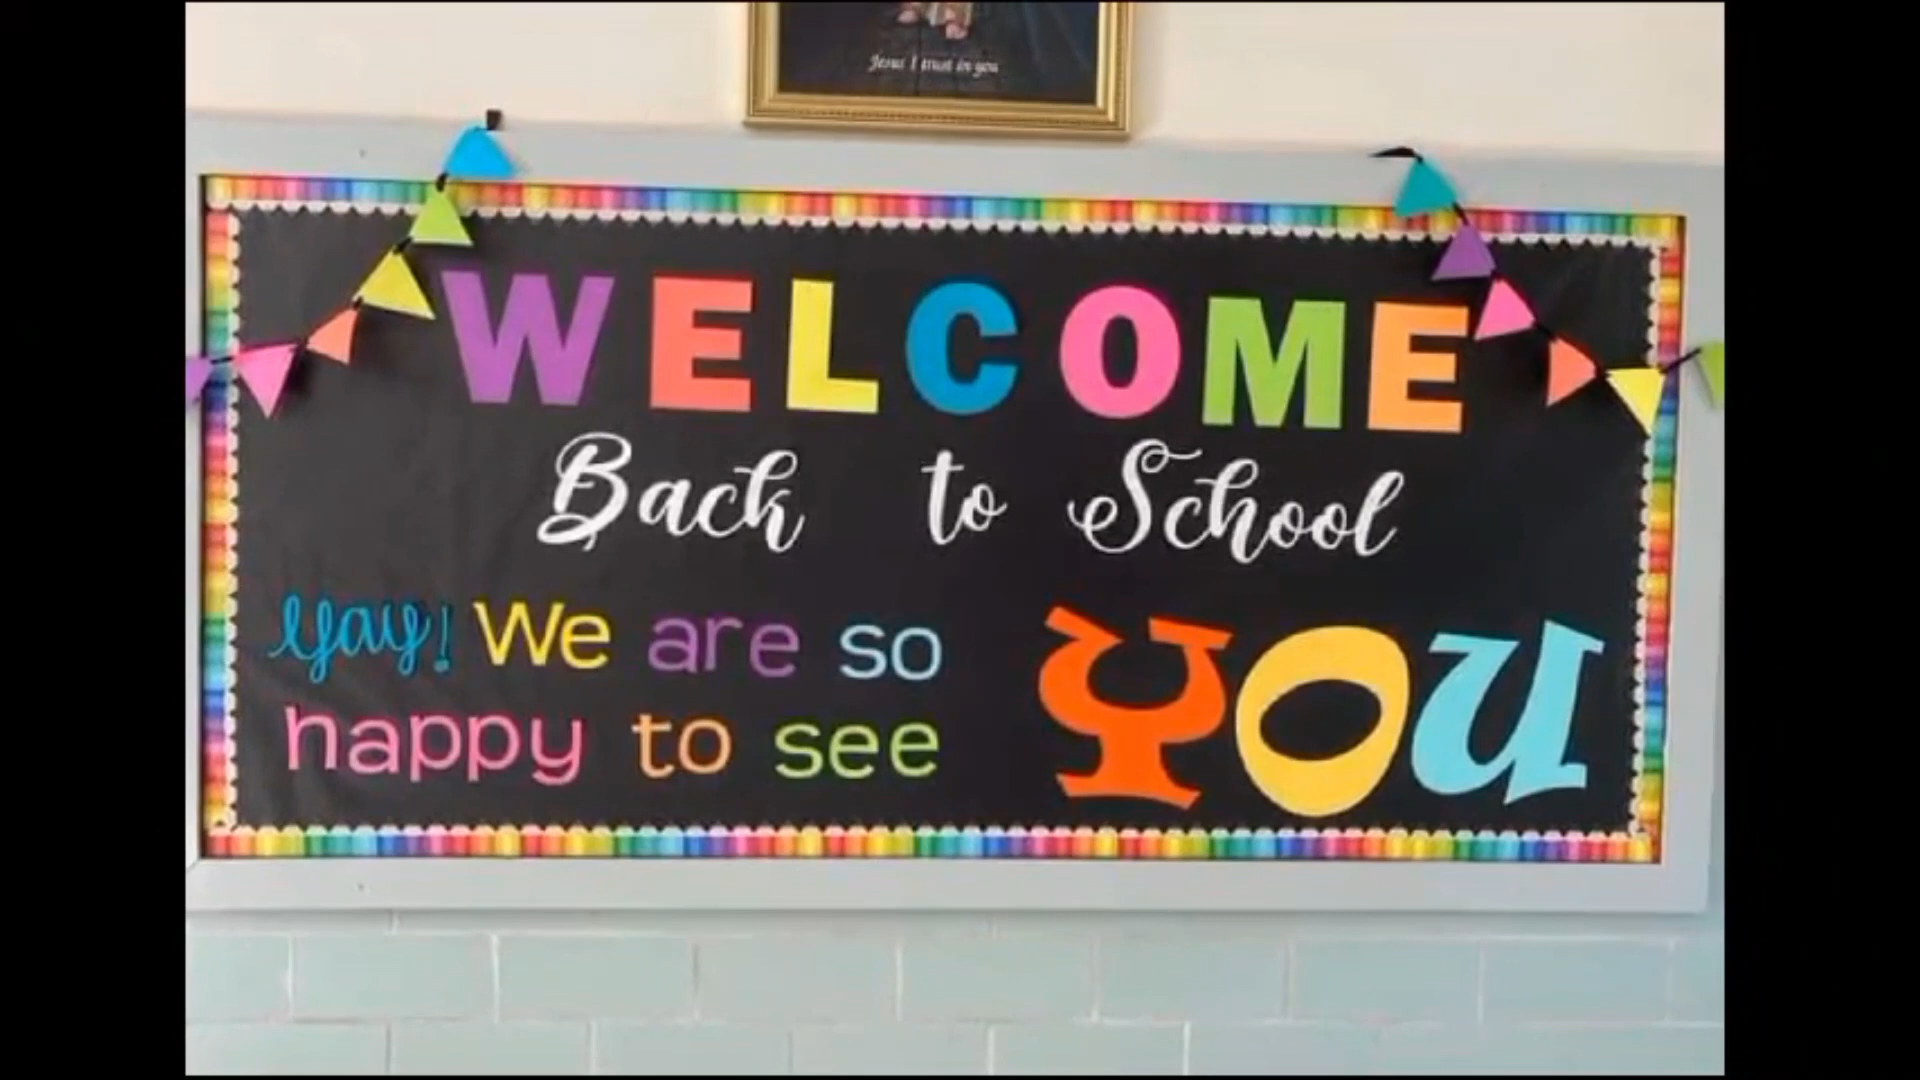 Jesus I trust in you
WELCOME
Back to School
Yay! We are so
happy to see
YOU